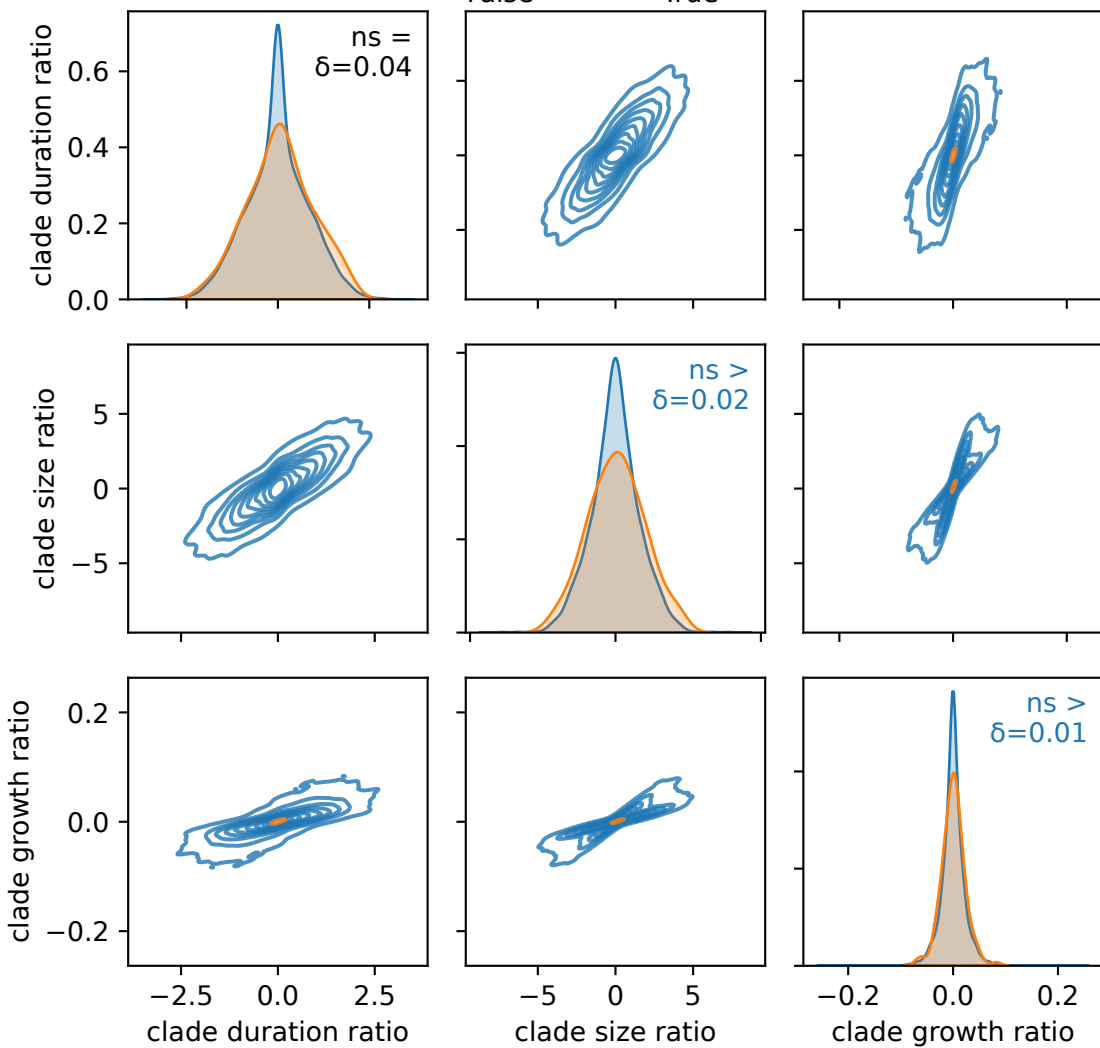 clade duration ratio
0.6
0.4
0.2
0.0
ns =
δ=0.04
clade size ratio
5
0
−5
ns >
δ=0.02
clade growth ratio
0.2
0.0
−0.2
ns >
δ=0.01
−2.5 0.0 2.5
−5 0 5
−0.2 0.0 0.2
clade duration ratio
clade size ratio
clade growth ratio